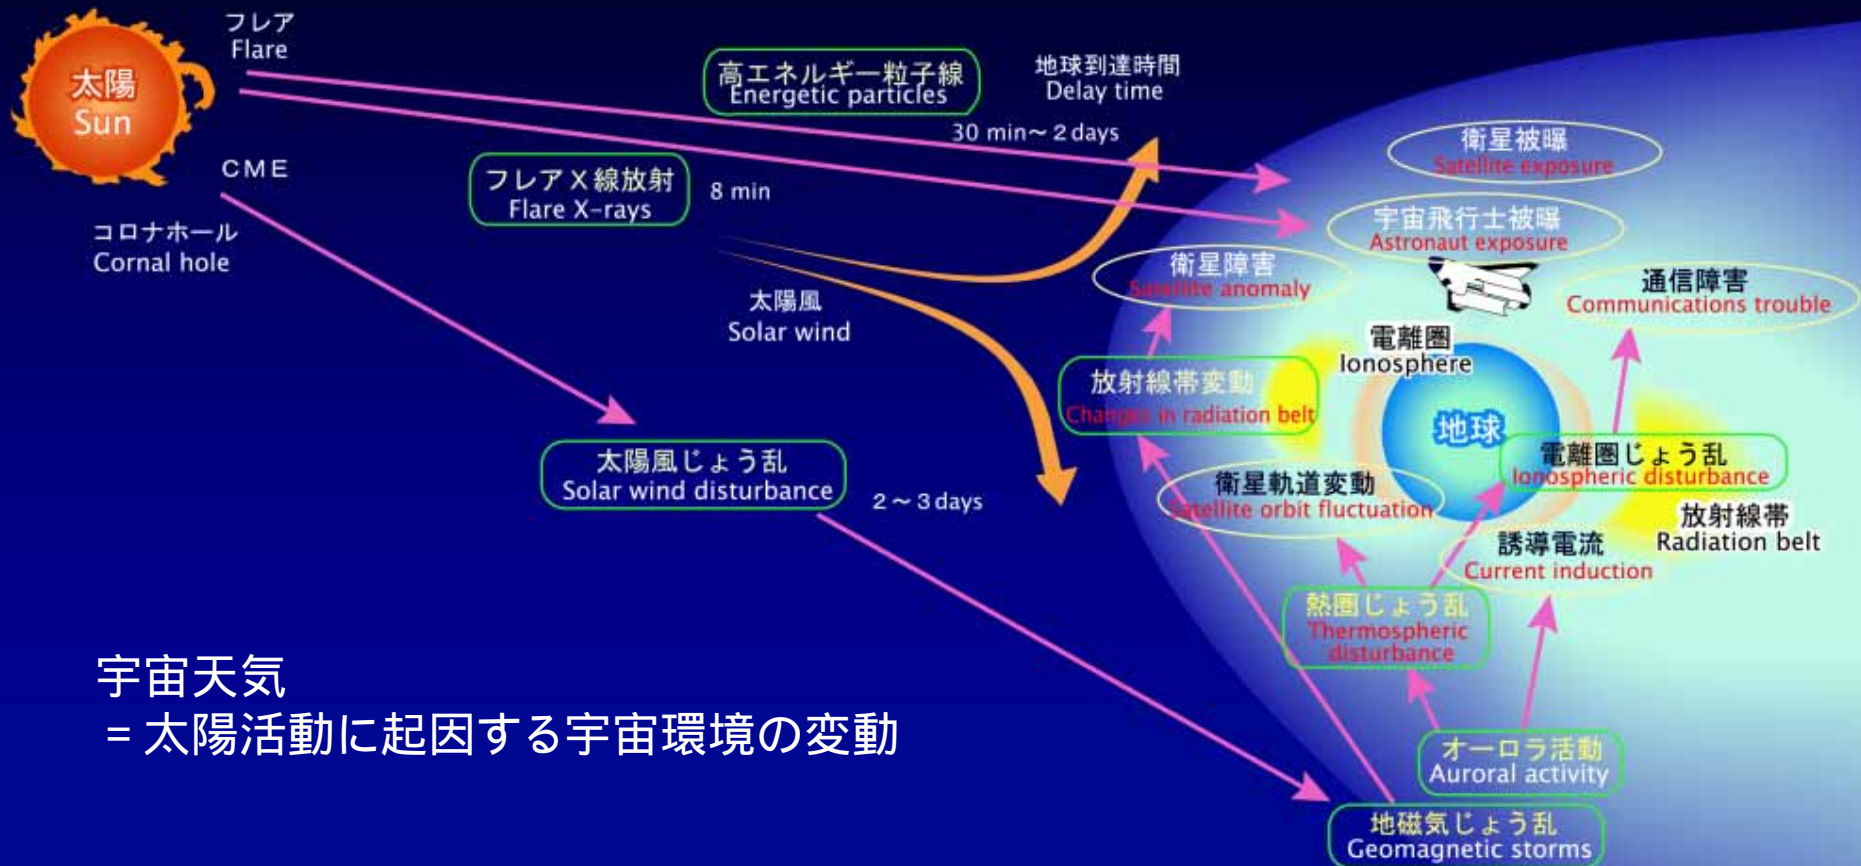 フレア
Flare
太陽
Sun
CME
コロナホール
Cornal hole
高エネルギー粒子線
Energetic particles
地球到達時間
Delay time
30 min～2 days
フレアX線放射
Flare X-rays
8 min
太陽風
Solar wind
太陽風じょう乱
Solar wind disturbance
2～3 days
衛星被曝
Satellite exposure
宇宙飛行士被曝
Astronaut exposure
衛星障害
Satellite anomaly
通信障害
Communications trouble
電離圏
Ionosphere
放射線帯変動
Changes in radiation belt
地球
電離圏じょう乱
Ionospheric disturbance
衛星軌道変動
Satellite orbit fluctuation
放射線帯
Radiation belt
誘導電流
Current induction
熱圏じょう乱
Thermospheric
disturbance
オーロラ活動
Auroral activity
地磁気じょう乱
Geomagnetic storms
宇宙天気
= 太陽活動に起因する宇宙環境の変動